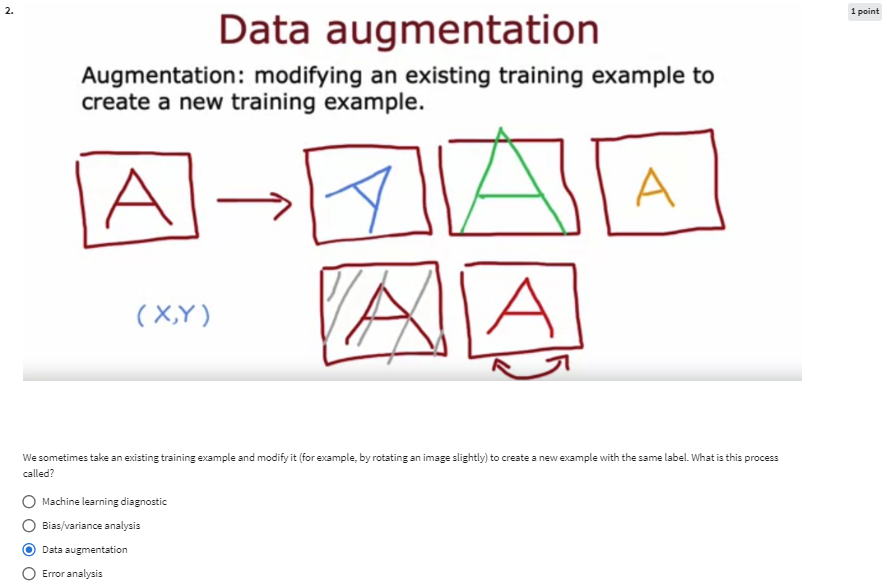 2.
1 point
Data augmentation
Augmentation: modifying an existing training example to
create a new training example.
A A A A
(X,Y)
A A
We sometimes take an existing training example and modify it (for example, by rotating an image slightly) to create a new example with the same label. What is this process
called?
Machine learning diagnostic
Bias/variance analysis
Data augmentation
Error analysis